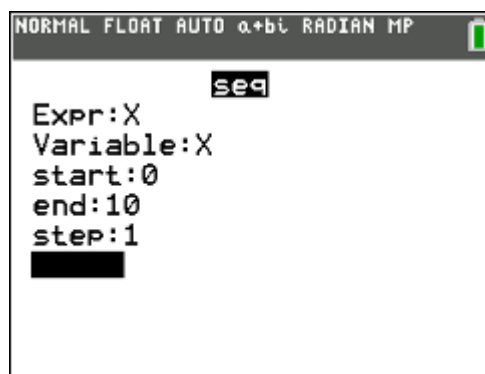 NORMAL FLOAT AUTO a+bi RADIAN MP
seq
Expr:X
Variable:X
start:0
end:10
step:1